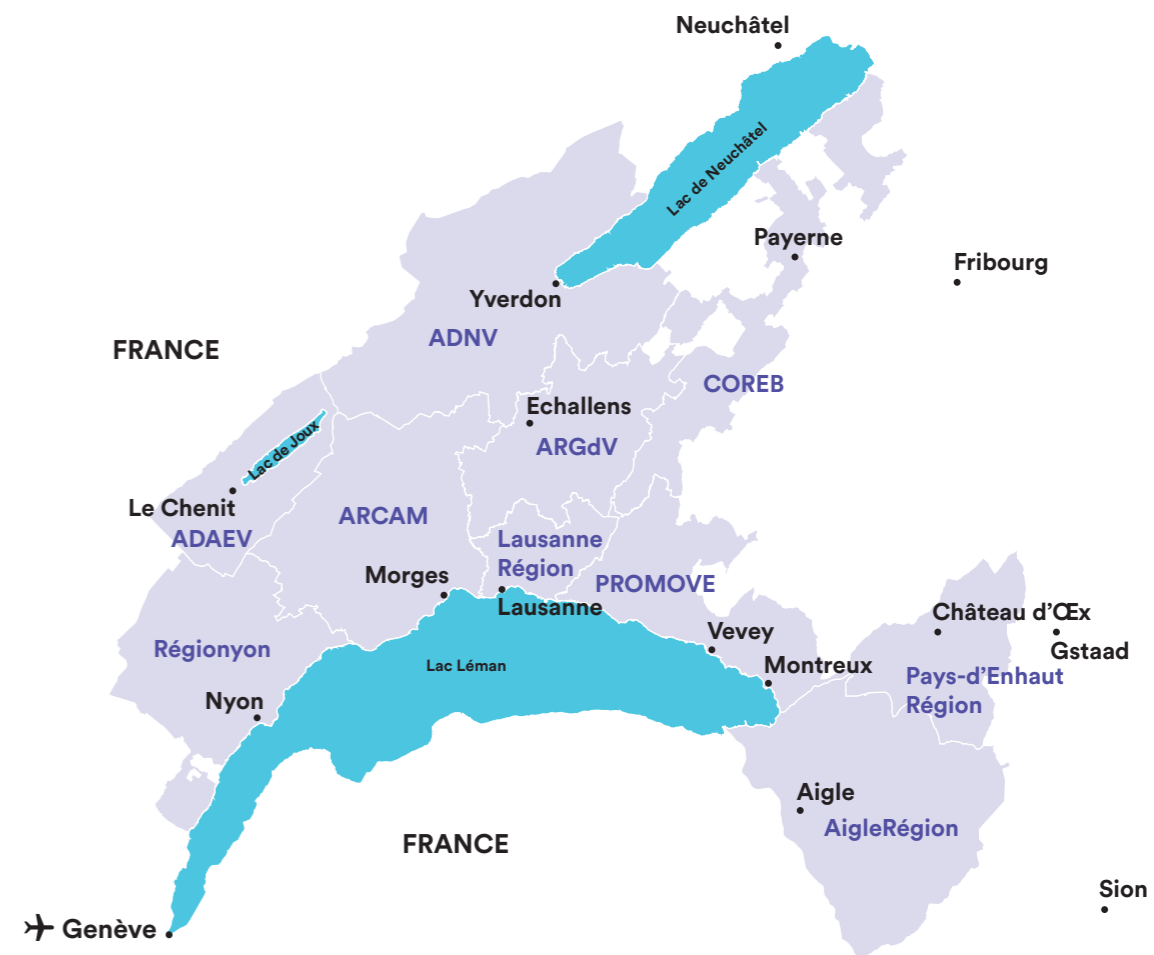 Neuchâtel
Lac de Neuchâtel
Payerne
Fribourg
Yverdon
ADNV
FRANCE
COREB
Echallens
ARGdV
Lac de Joux
Le Chenit
ADAEV
ARCAM
Lausanne
Région
PROMOVE
Morges
Lausanne
Château d'Œx
Gstaad
Vevey
Régionyon
Lac Léman
Montreux
Pays-d'Enhaut
Région
Nyon
Aigle
AigleRégion
FRANCE
Sion
Genève